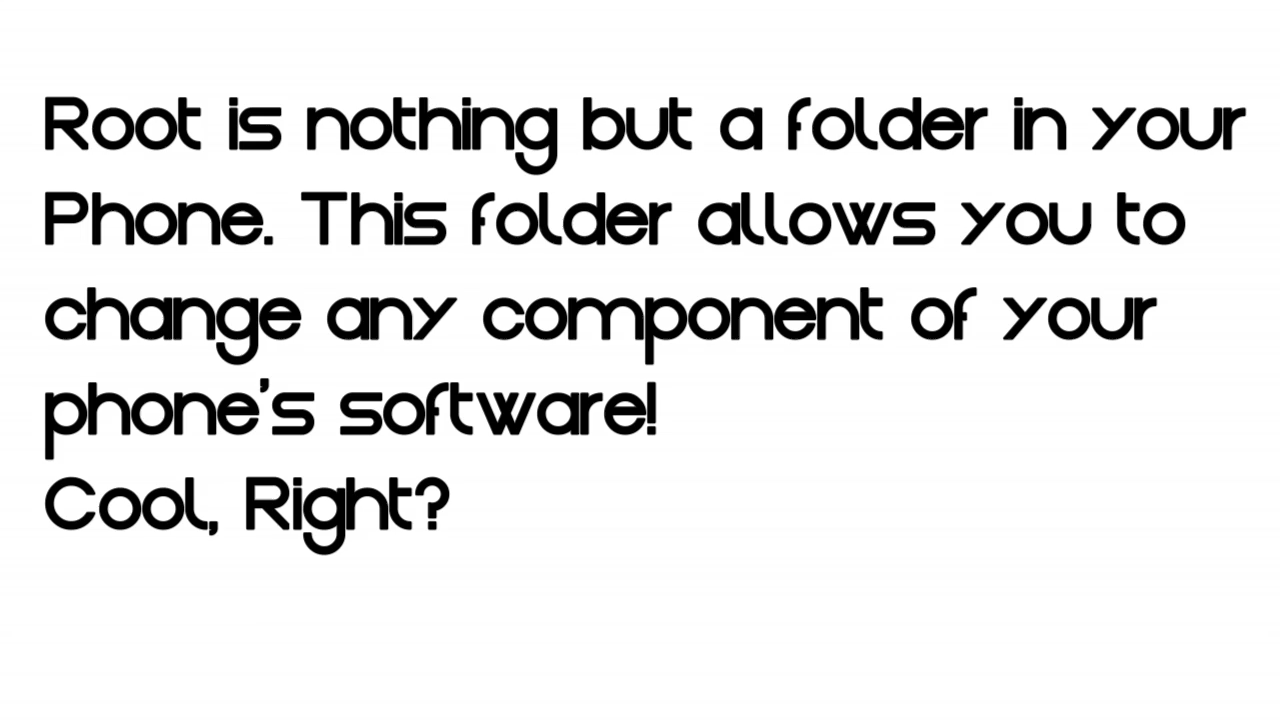 Root is nothing but a folder in your
Phone. This folder allows you to
change any component of your
phone's software!
Cool, Right?